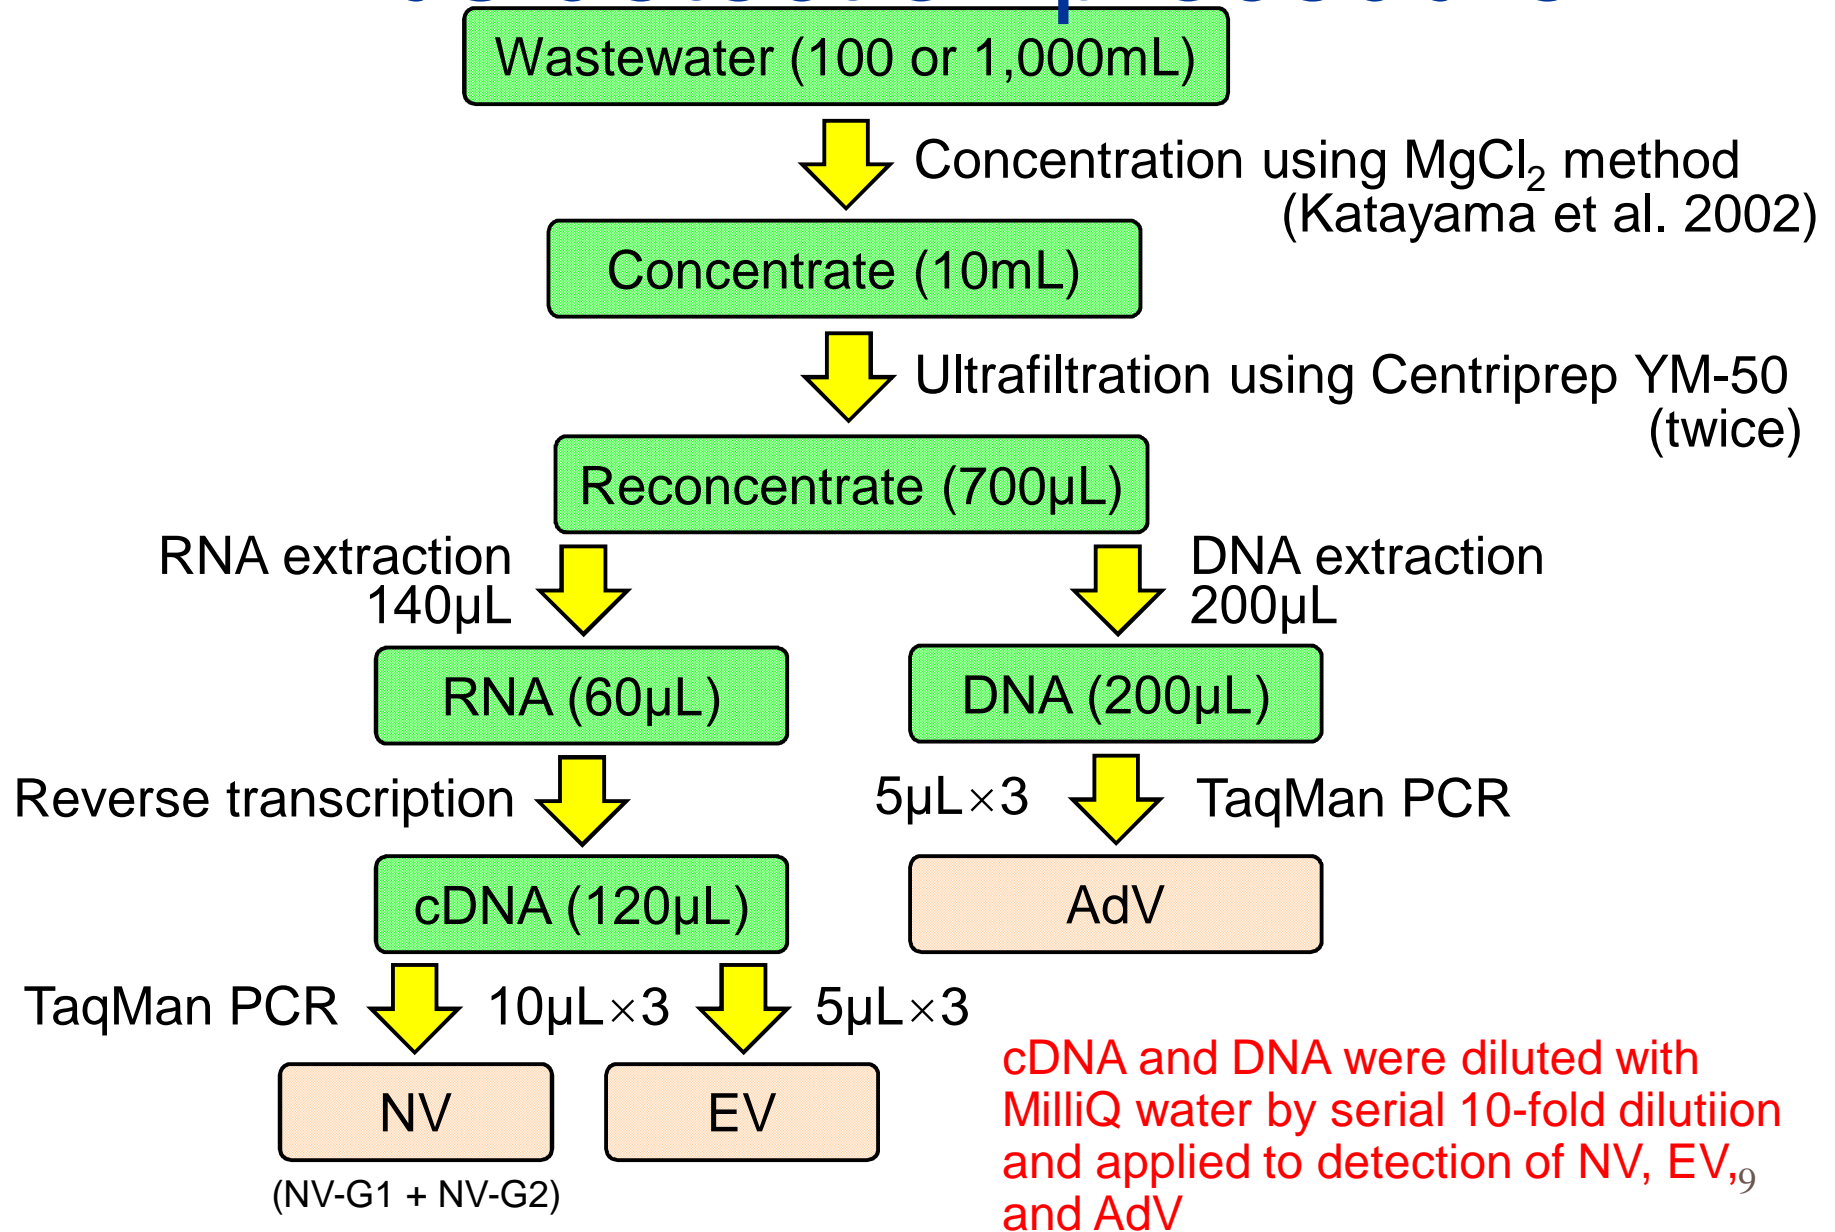 Wastewater (100 or 1,000mL)
Concentration using MgCl₂ method
(Katayama et al. 2002)
Concentrate (10mL)
Ultrafiltration using Centriprep YM-50
(twice)
Reconcentrate (700µL)
RNA extraction
140µL
DNA extraction
200µL
RNA (60µL)
DNA (200µL)
Reverse transcription
5µL×3
TaqMan PCR
cDNA (120µL)
AdV
TaqMan PCR
10µL×3
5µL×3
NV
EV
(NV-G1 + NV-G2)
cDNA and DNA were diluted with
MilliQ water by serial 10-fold dilutiion
and applied to detection of NV, EV,
and AdV
9